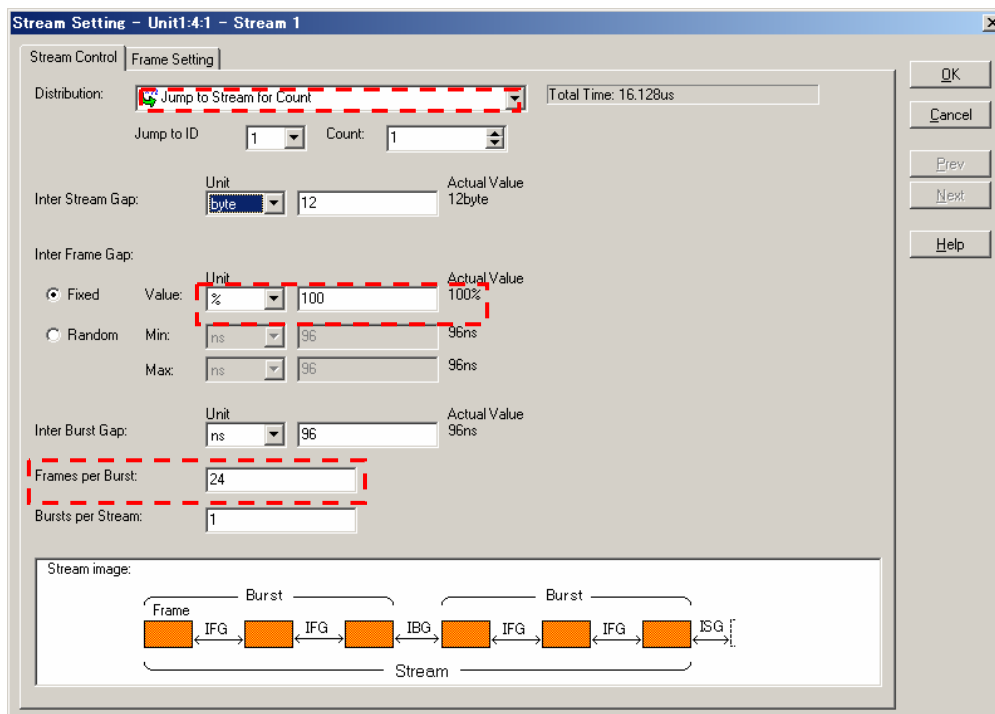 Stream Setting - Unit1:4:1 - Stream 1
Stream Control Frame Setting
OK
Distribution: Jump to Stream for Count Total Time: 16.128us
Cancel
Jump to ID 1 Count: 1
Prev
Unit Actual Value
Inter Stream Gap: byte 12 12byte
Next
Help
Inter Frame Gap:
Unit Actual Value
Fixed Value: % 100 100%
Random Min: ns 96 96ns
Max: ns 96 96ns
Unit Actual Value
Inter Burst Gap: ns 96 96ns
Frames per Burst: 24
Bursts per Stream: 1
Stream image:
Burst Burst
Frame
IFG IFG IBG IFG IFG ISG
Stream